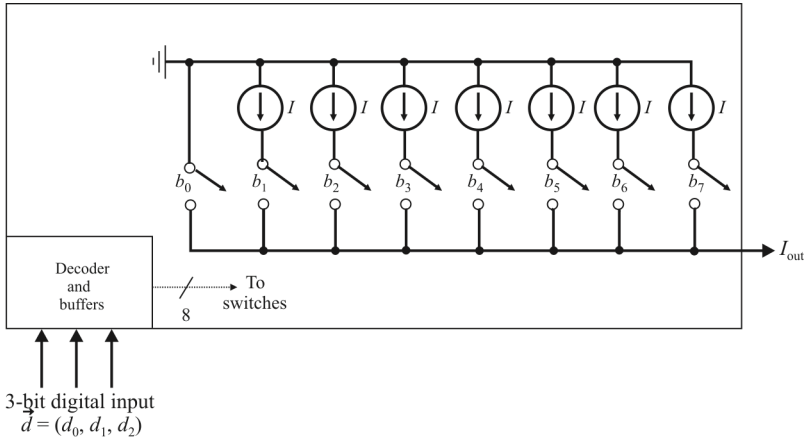 I I I I I I I
b0 b1 b2 b3 b4 b5 b6 b7
Iout
Decoder
and
buffers
To
switches
8
3-bit digital input
d⃗ = (d0, d1, d2)